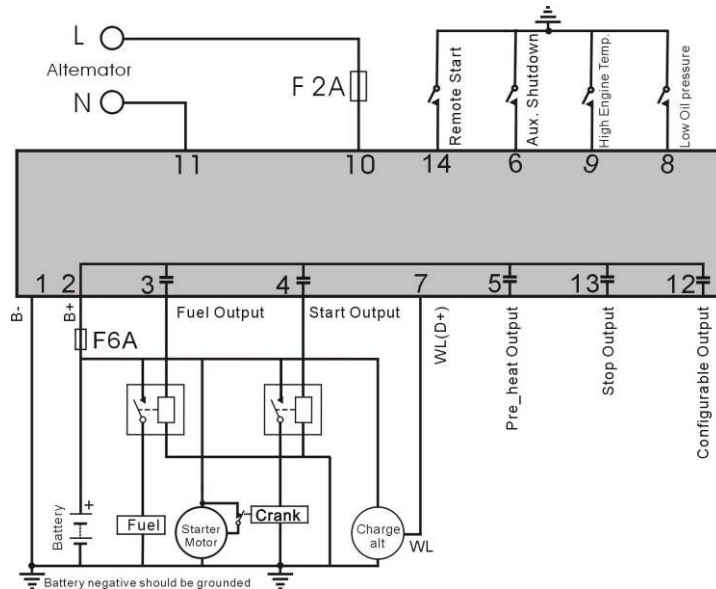 L
Altemator
N
F 2A
Remote Start
Aux. Shutdown
High Engine Temp.
Low Oil pressure
11
10
14
6
9
8
1
2
3
4
7
5
13
12
B-
B+
Fuel Output
Start Output
WL(D+)
Pre_heat Output
Stop Output
Configurable Output
F6A
Battery
+
Fuel
Starter
Motor
Crank
Charge
alt
WL
Battery negative should be grounded